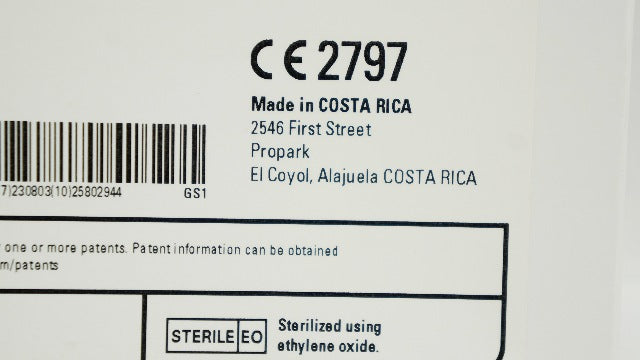 CE 2797
Made in COSTA RICA
2546 First Street
Propark
El Coyol, Alajuela COSTA RICA
7)230803(10)25802944
GS1
one or more patents. Patent information can be obtained
m/patents
STERILE EO
Sterilized using
ethylene oxide.